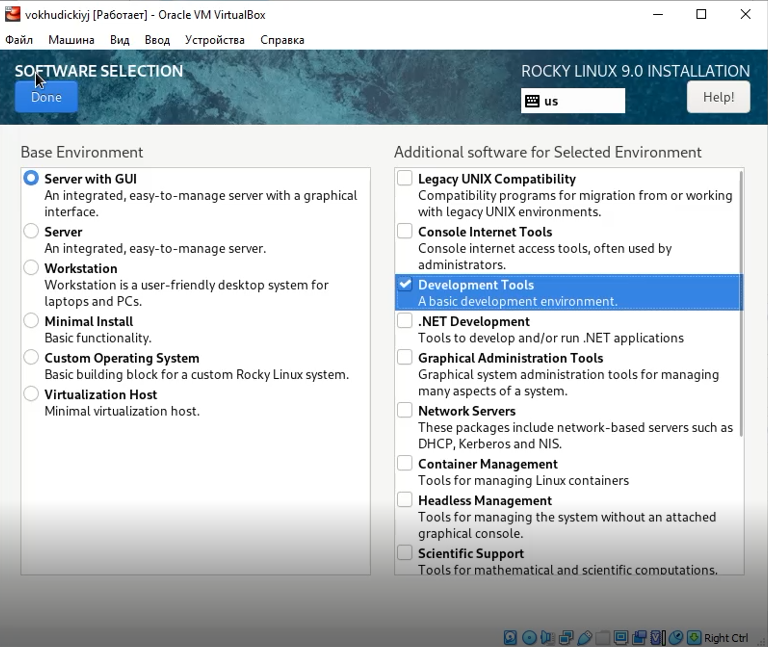 vokhudickiyj [Работает] - Oracle VM VirtualBox
Файл Машина Вид Ввод Устройства Справка
SOFTWARE SELECTION
ROCKY LINUX 9.0 INSTALLATION
Done
us
Help!
Base Environment
Server with GUI
An integrated, easy-to-manage server with a graphical
interface.
Server
An integrated, easy-to-manage server.
Workstation
Workstation is a user-friendly desktop system for
laptops and PCs.
Minimal Install
Basic functionality.
Custom Operating System
Basic building block for a custom Rocky Linux system.
Virtualization Host
Minimal virtualization host.
Additional software for Selected Environment
Legacy UNIX Compatibility
Compatibility programs for migration from or working
with legacy UNIX environments.
Console Internet Tools
Console internet access tools, often used by
administrators.
Development Tools
A basic development environment.
.NET Development
Tools to develop and/or run .NET applications
Graphical Administration Tools
Graphical system administration tools for managing
many aspects of a system.
Network Servers
These packages include network-based servers such as
DHCP, Kerberos and NIS.
Container Management
Tools for managing Linux containers
Headless Management
Tools for managing the system without an attached
graphical console.
Scientific Support
Tools for mathematical and scientific computations.
Right Ctrl